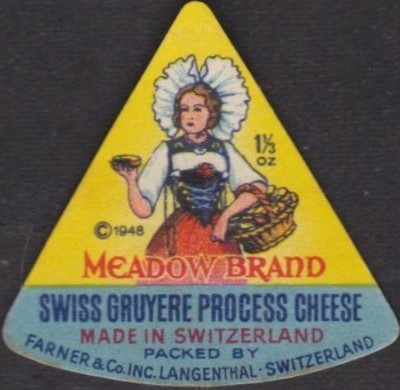 1⅓
OZ
©1948
MEADOW BRAND
SWISS GRUYERE PROCESS CHEESE
MADE IN SWITZERLAND
PACKED BY
FARNER & Co. INC. LANGENTHAL · SWITZERLAND